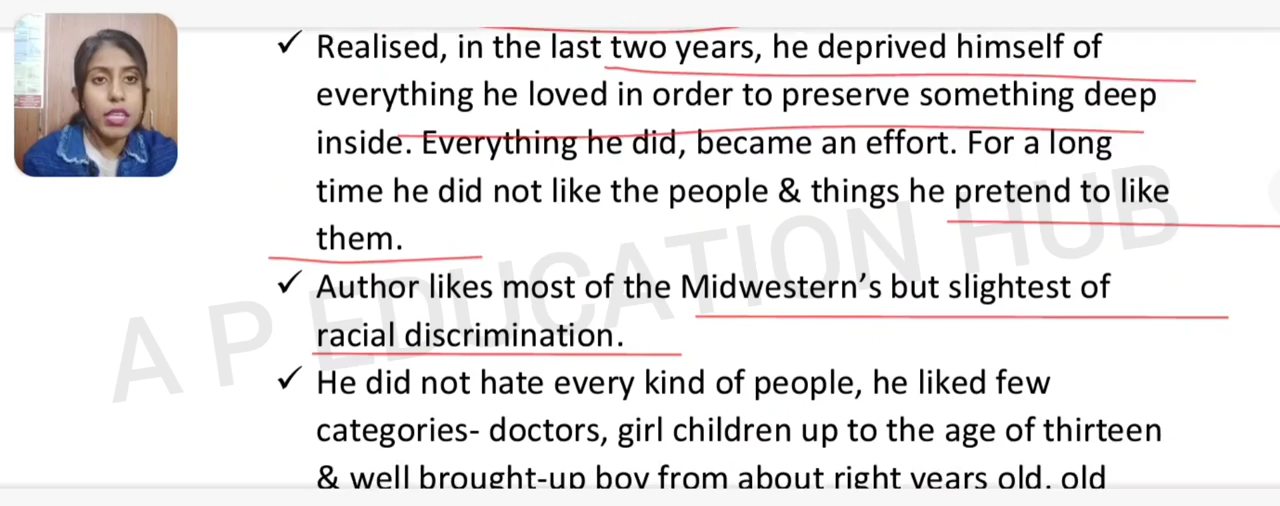 ✓ Realised, in the last two years, he deprived himself of
everything he loved in order to preserve something deep
inside. Everything he did, became an effort. For a long
time he did not like the people & things he pretend to like
them.
✓ Author likes most of the Midwestern’s but slightest of
racial discrimination.
✓ He did not hate every kind of people, he liked few
categories- doctors, girl children up to the age of thirteen
& well brought-up boy from about right years old, old
A P EDUCATION HUB